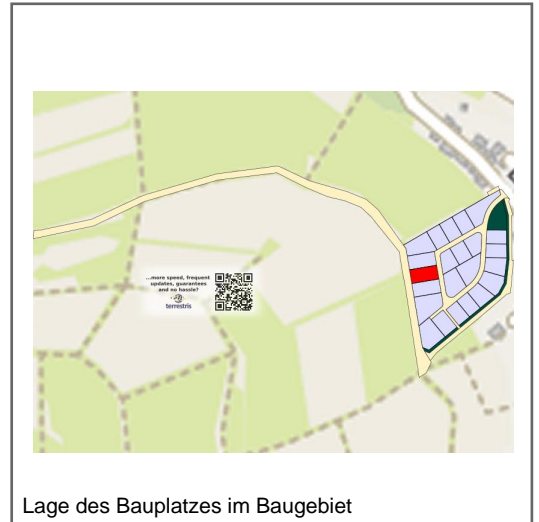 ...more speed, frequent
updates, guarantees
and no hassle?
terrestris
Lage des Bauplatzes im Baugebiet